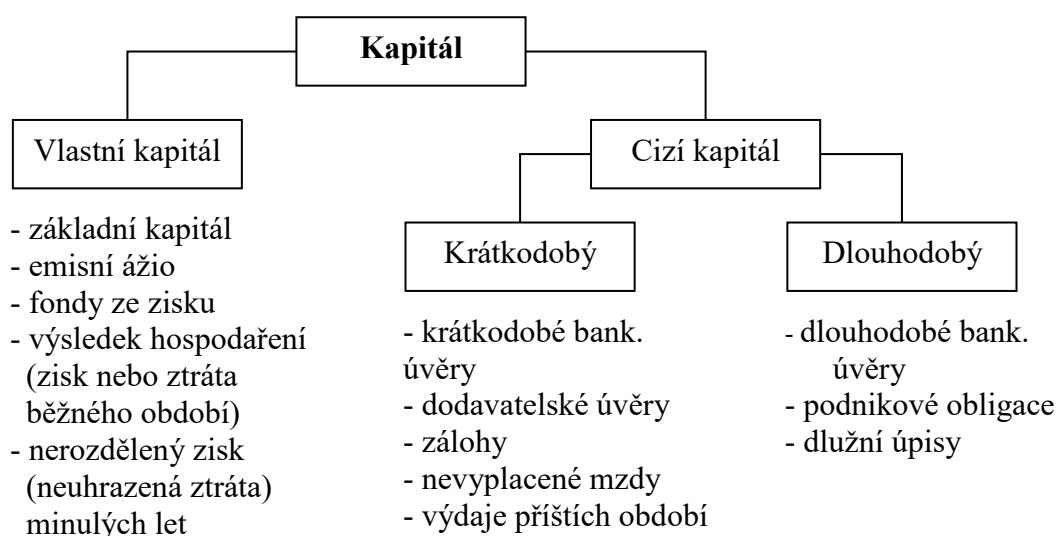 Kapitál
Vlastní kapitál
Cizí kapitál
- základní kapitál
- emisní ážio
- fondy ze zisku
- výsledek hospodaření
(zisk nebo ztráta
běžného období)
- nerozdělený zisk
(neuhrazená ztráta)
minulých let
Krátkodobý
- krátkodobé bank.
úvěry
- dodavatelské úvěry
- zálohy
- nevyplacené mzdy
- výdaje příštích období
Dlouhodobý
- dlouhodobé bank.
úvěry
- podnikové obligace
- dlužní úpisy